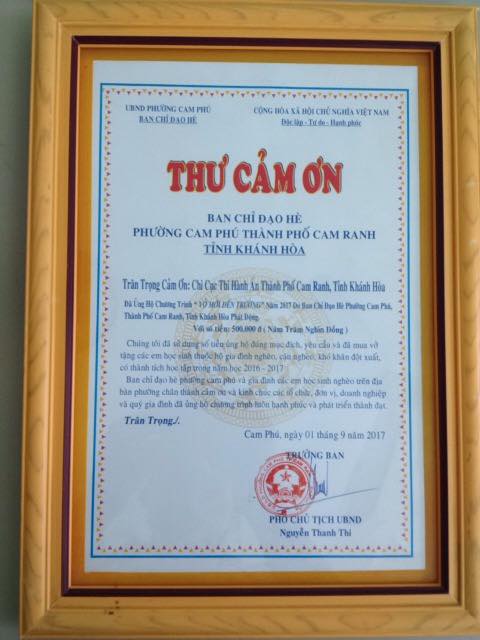 UBND PHƯỜNG CAM PHÚ
BAN CHỈ ĐẠO HÈ
CỘNG HÒA XÃ HỘI CHỦ NGHĨA VIỆT NAM
Độc lập - Tự do - Hạnh phúc
THƯ CẢM ƠN
BAN CHỈ ĐẠO HÈ
PHƯỜNG CAM PHÚ THÀNH PHỐ CAM RANH
TỈNH KHÁNH HÒA
Trân Trọng Cảm Ơn: Chi Cục Thi Hành Án Thành Phố Cam Ranh, Tỉnh Khánh Hòa
Đã Ủng Hộ Chương Trình " VỞ MỚI ĐẾN TRƯỜNG" Năm 2017 Do Ban Chỉ Đạo Hè Phường Cam Phú,
Thành Phố Cam Ranh, Tỉnh Khánh Hòa Phát Động.
Với số tiền: 500.000 đ ( Năm Trăm Nghìn Đồng )
Chúng tôi đã sử dụng số tiền ủng hộ đúng mục đích, yêu cầu và đã mua vở
tặng các em học sinh thuộc hộ gia đình nghèo, cận nghèo, khó khăn đột xuất,
có thành tích học tập trong năm học 2016 - 2017
Ban chỉ đạo hè phường cam phú và gia đình các em học sinh nghèo trên địa
bàn phường chân thành cảm ơn và kính chúc các tổ chức, đơn vị, doanh nghiệp
và quý gia đình đã ủng hộ chương trình luôn hạnh phúc và phát triển thành đạt.
Trân Trọng./.
Cam Phú, ngày 01 thág 9 năm 2017
TRƯỞNG BAN
PHÓ CHỦ TỊCH UBND
Nguyễn Thanh Thi